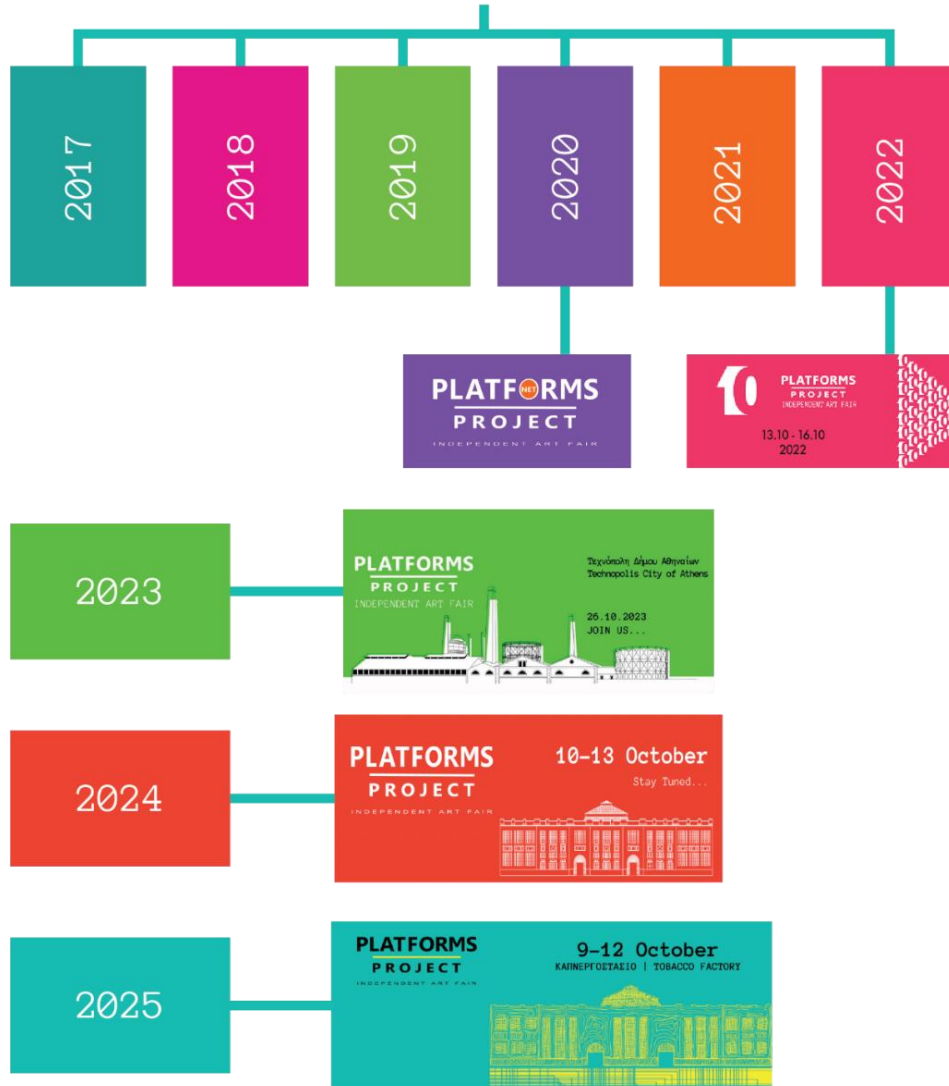 2017
2018
2019
2020
2021
2022
PLATFORMS
NET
PROJECT
INDEPENDENT ART FAIR
10
PLATFORMS
PROJECT
INDEPENDENT ART FAIR
13.10 - 16.10
2022
2023
PLATFORMS
PROJECT
INDEPENDENT ART FAIR
Τεχνόπολη Δήμου Αθηναίων
Technopolis City of Athens
26.10.2023
JOIN US...
2024
PLATFORMS
PROJECT
INDEPENDENT ART FAIR
10–13 October
Stay Tuned...
2025
PLATFORMS
PROJECT
INDEPENDENT ART FAIR
9–12 October
ΚΑΠΝΕΡΓΟΣΤΑΣΙΟ | TOBACCO FACTORY